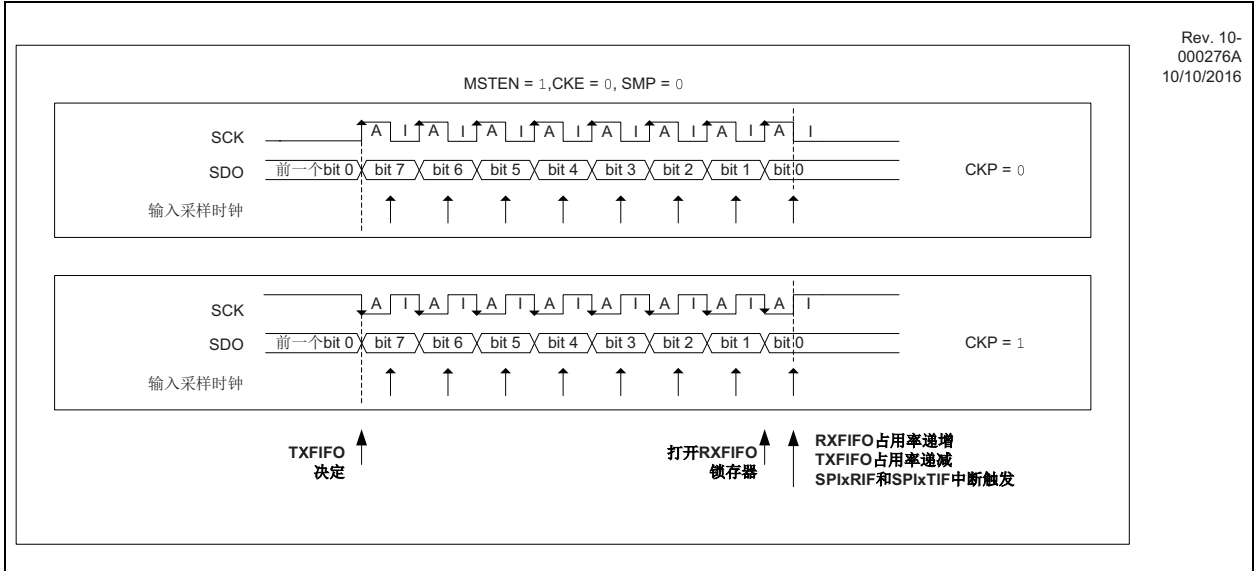 Rev. 10-
000276A
10/10/2016
MSTEN = 1,CKE = 0, SMP = 0
SCK A I A I A I A I A I A I A I A I
SDO 前一个bit 0 bit 7 bit 6 bit 5 bit 4 bit 3 bit 2 bit 1 bit 0 CKP = 0
输入采样时钟
SCK A I A I A I A I A I A I A I A I
SDO 前一个bit 0 bit 7 bit 6 bit 5 bit 4 bit 3 bit 2 bit 1 bit 0 CKP = 1
输入采样时钟
TXFIFO
决定
打开RXFIFO
锁存器
RXFIFO占用率递增
TXFIFO占用率递减
SPIxRIF和SPIxTIF中断触发